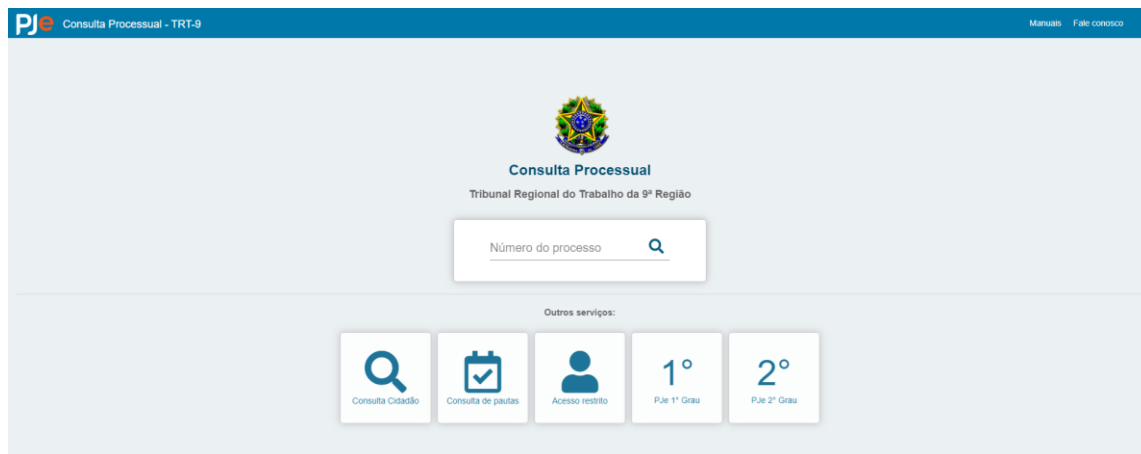 PJe Consulta Processual - TRT-9 Manuais Fale conosco
Consulta Processual
Tribunal Regional do Trabalho da 9ª Região
Número do processo
Outros serviços:
Consulta Cidadão
Consulta de pautas
Acesso restrito
1°
PJe 1° Grau
2°
PJe 2° Grau